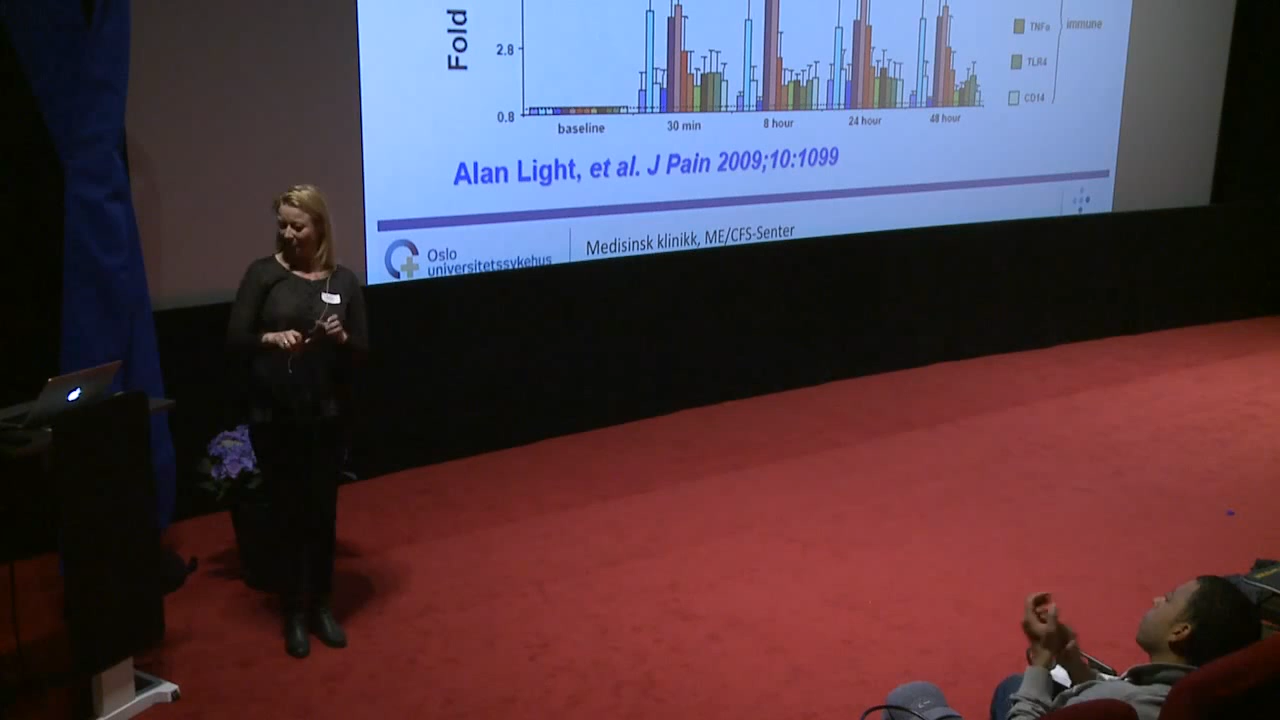 Fold
2.8
0.8
baseline
30 min
8 hour
24 hour
48 hour
TNFα
immune
TLR4
CD14
Alan Light, et al. J Pain 2009;10:1099
Oslo
universitetssykehus
Medisinsk klinikk, ME/CFS-Senter